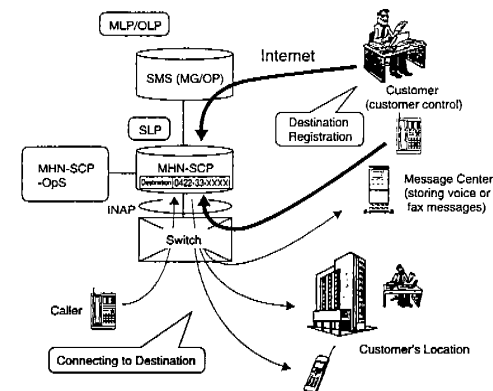 MLP/OLP
Internet
SMS (MG/OP)
Customer
(customer control)
Destination
Registration
SLP
MHN-SCP
-OpS
MHN-SCP
Destination 0422-33-XXXX
Message Center
(storing voice or
fax messages)
INAP
Switch
Caller
Customer's Location
Connecting to Destination